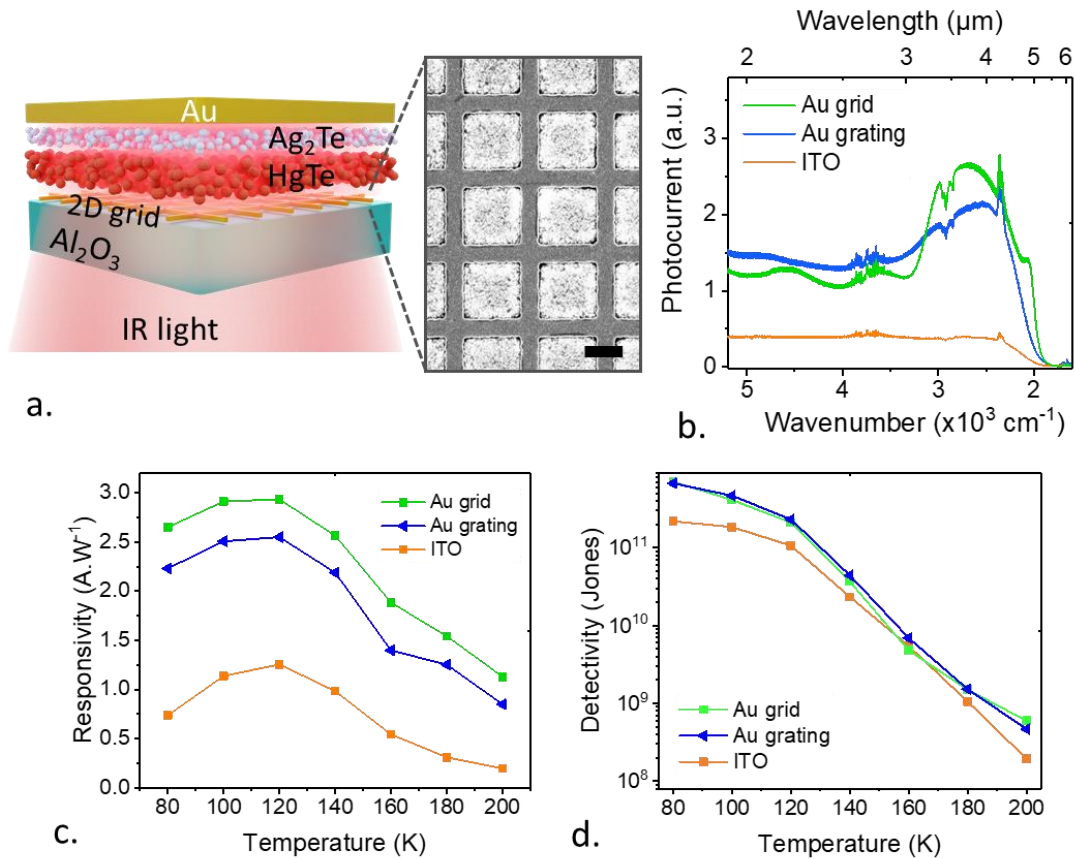 Au
Ag₂Te
HgTe
2D grid
Al₂O₃
IR light
a.
Wavelength (µm)
2 3 4 5 6
Photocurrent (a.u.)
3
2
1
0
Au grid
Au grating
ITO
5 4 3 2
Wavenumber (x10³ cm⁻¹)
b.
Responsivity (A.W⁻¹)
3.0
2.5
2.0
1.5
1.0
0.5
0.0
Au grid
Au grating
ITO
80 100 120 140 160 180 200
Temperature (K)
c.
Detectivity (Jones)
10¹¹
10¹⁰
10⁹
10⁸
Au grid
Au grating
ITO
80 100 120 140 160 180 200
Temperature (K)
d.